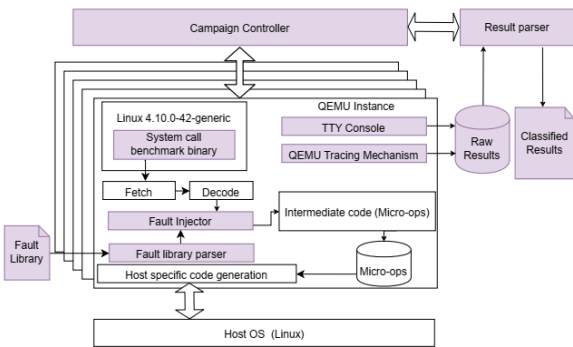 Campaign Controller
Result parser
QEMU Instance
Linux 4.10.0-42-generic
System call
benchmark binary
TTY Console
QEMU Tracing Mechanism
Raw
Results
Classified
Results
Fetch
Decode
Fault Injector
Intermediate code (Micro-ops)
Fault
Library
Fault library parser
Host specific code generation
Micro-ops
Host OS (Linux)